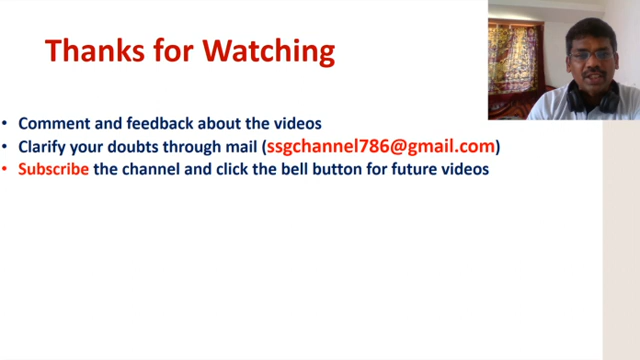 Thanks for Watching
• Comment and feedback about the videos
• Clarify your doubts through mail (ssgchannel786@gmail.com)
• Subscribe the channel and click the bell button for future videos